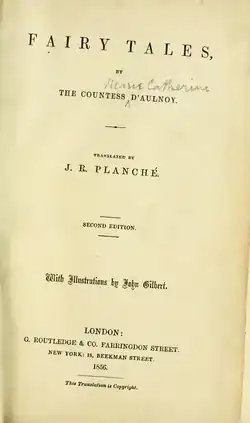 FAIRY TALES,
BY
Marie Catherine
THE COUNTESS D'AULNOY.
TRANSLATED BY
J. R. PLANCHÉ.
SECOND EDITION.
With Illustrations by John Gilbert.
LONDON:
G. ROUTLEDGE & CO. FARRINGDON STREET.
NEW YORK: 18, BEEKMAN STREET.
1856.
This Translation is Copyright.